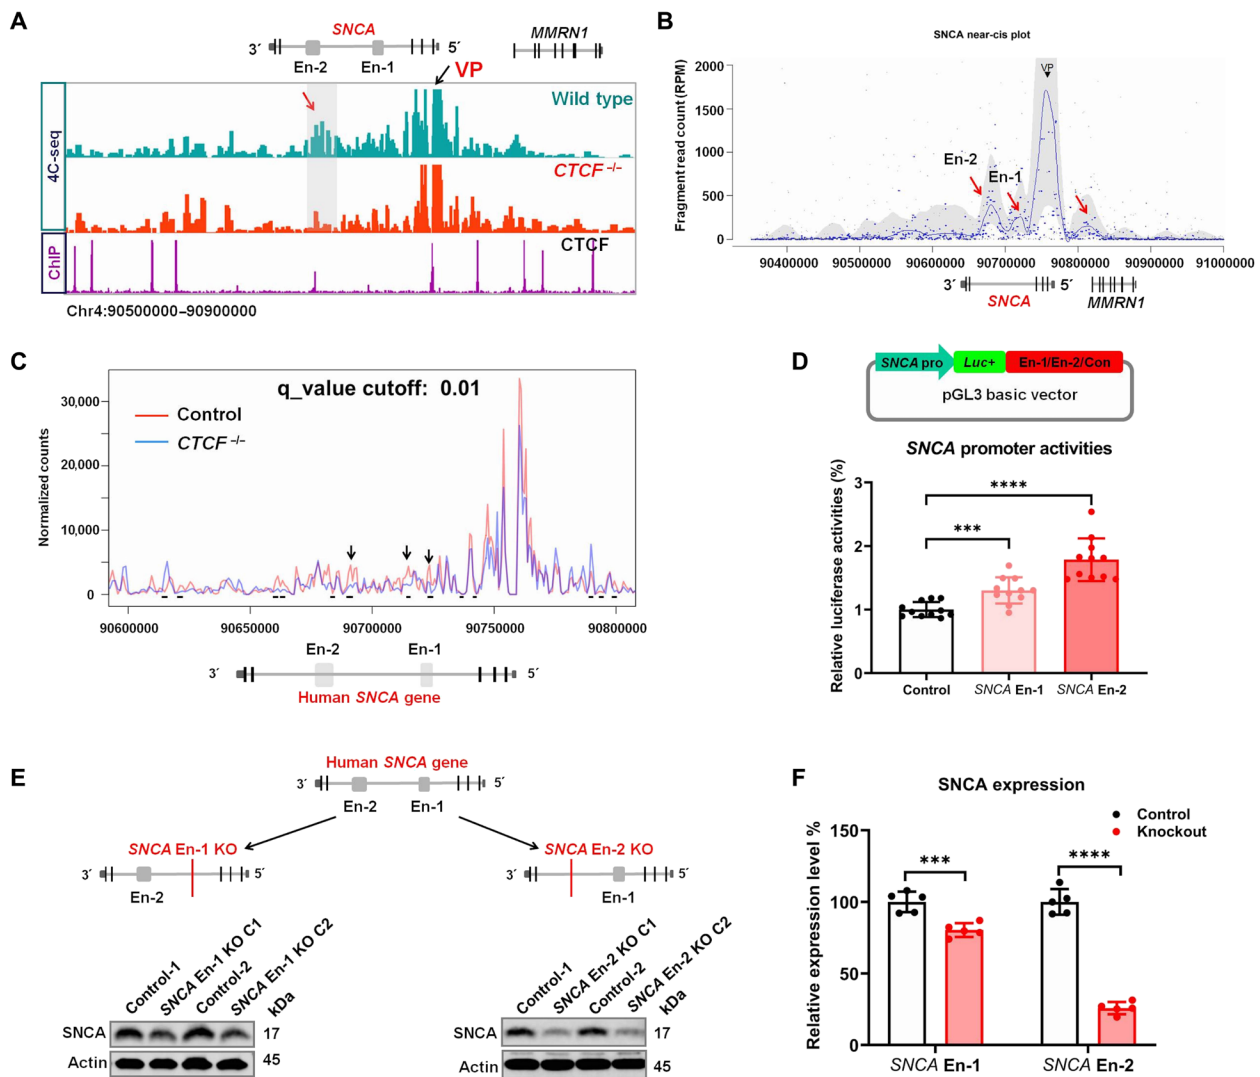 A
SNCA
MMRN1
3´
5´
En-2
En-1
VP
4C-seq
Wild type
CTCF -/-
ChIP
CTCF
Chr4:90500000–90900000
B
SNCA near-cis plot
Fragment read count (RPM)
2000
1500
1000
500
0
VP
En-2
En-1
90400000 90500000 90600000 90700000 90800000 90900000 91000000
3´
5´
SNCA
MMRN1
C
q_value cutoff: 0.01
Control
CTCF -/-
Normalized counts
30,000
20,000
10,000
0
90600000 90650000 90700000 90750000 90800000
En-2
En-1
3´
5´
Human SNCA gene
D
SNCA pro
Luc+
En-1/En-2/Con
pGL3 basic vector
SNCA promoter activities
Relative luciferase activities (%)
3
2
1
0
****
***
Control
SNCA En-1
SNCA En-2
E
Human SNCA gene
3´
5´
En-2
En-1
SNCA En-1 KO
3´
5´
En-2
SNCA En-2 KO
3´
5´
En-1
Control-1
SNCA En-1 KO C1
Control-2
SNCA En-1 KO C2
kDa
SNCA
17
Actin
45
Control-1
SNCA En-2 KO C1
Control-2
SNCA En-2 KO C2
kDa
SNCA
17
Actin
45
F
SNCA expression
Control
Knockout
Relative expression level %
150
100
50
0
***
****
SNCA En-1
SNCA En-2